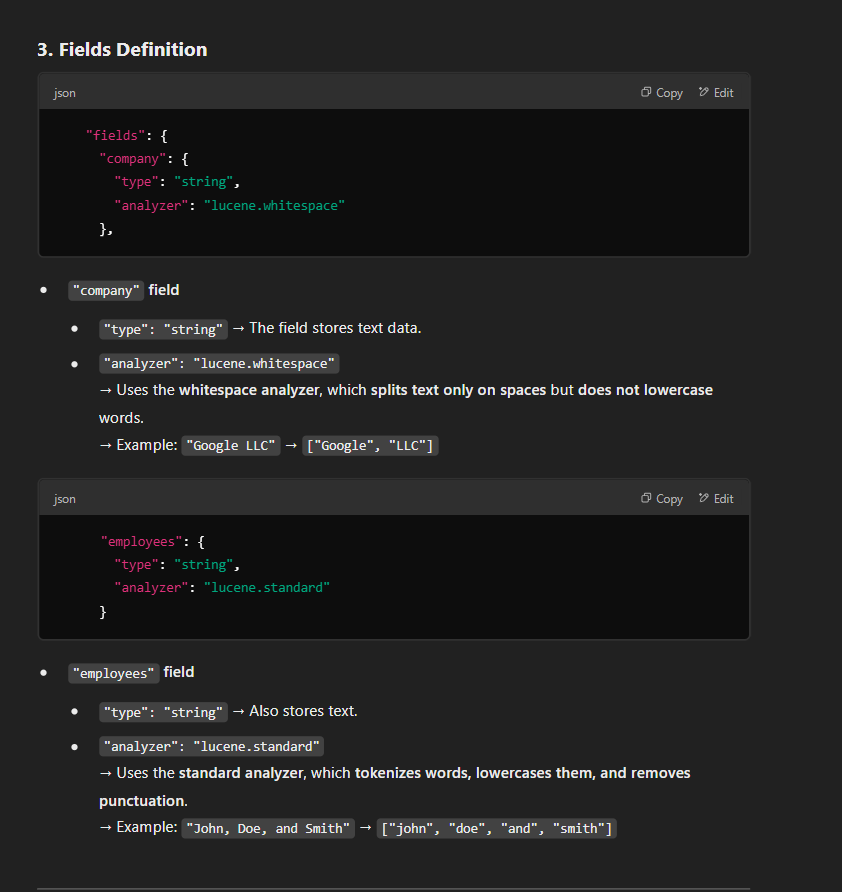 3. Fields Definition
json Copy Edit
"fields": {
"company": {
"type": "string",
"analyzer": "lucene.whitespace"
},
• "company" field
• "type": "string" → The field stores text data.
• "analyzer": "lucene.whitespace"
→ Uses the whitespace analyzer, which splits text only on spaces but does not lowercase
words.
→ Example: "Google LLC" → ["Google", "LLC"]
json Copy Edit
"employees": {
"type": "string",
"analyzer": "lucene.standard"
}
• "employees" field
• "type": "string" → Also stores text.
• "analyzer": "lucene.standard"
→ Uses the standard analyzer, which tokenizes words, lowercases them, and removes
punctuation.
→ Example: "John, Doe, and Smith" → ["john", "doe", "and", "smith"]